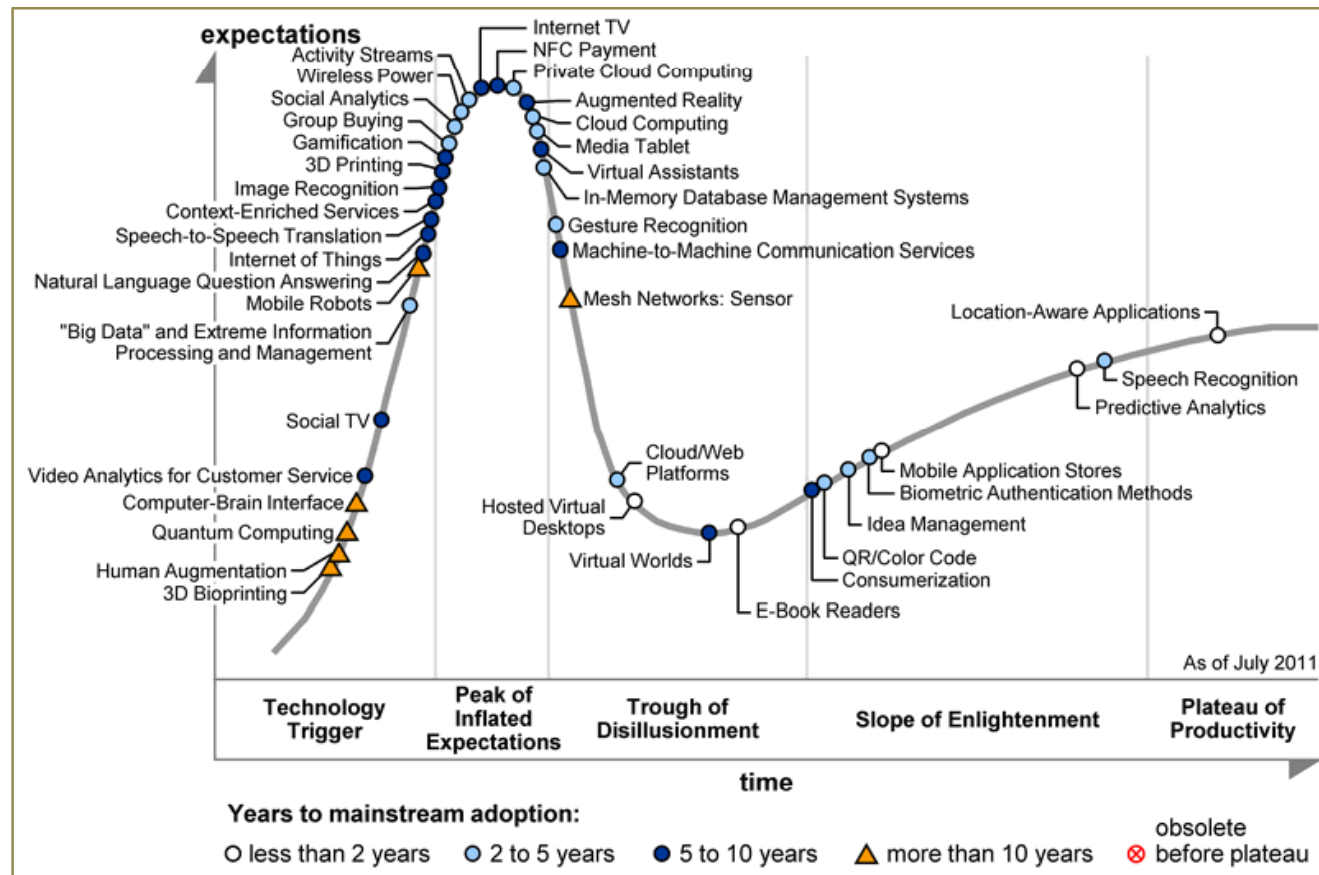 expectations
Activity Streams
Wireless Power
Social Analytics
Group Buying
Gamification
3D Printing
Image Recognition
Context-Enriched Services
Speech-to-Speech Translation
Internet of Things
Natural Language Question Answering
Mobile Robots
"Big Data" and Extreme Information
Processing and Management
Social TV
Video Analytics for Customer Service
Computer-Brain Interface
Quantum Computing
Human Augmentation
3D Bioprinting
Internet TV
NFC Payment
Private Cloud Computing
Augmented Reality
Cloud Computing
Media Tablet
Virtual Assistants
In-Memory Database Management Systems
Gesture Recognition
Machine-to-Machine Communication Services
Mesh Networks: Sensor
Cloud/Web
Platforms
Hosted Virtual
Desktops
Virtual Worlds
E-Book Readers
Location-Aware Applications
Speech Recognition
Predictive Analytics
Mobile Application Stores
Biometric Authentication Methods
Idea Management
QR/Color Code
Consumerization
As of July 2011
Technology
Trigger
Peak of
Inflated
Expectations
Trough of
Disillusionment
Slope of Enlightenment
Plateau of
Productivity
time
Years to mainstream adoption:
less than 2 years
2 to 5 years
5 to 10 years
more than 10 years
obsolete
before plateau